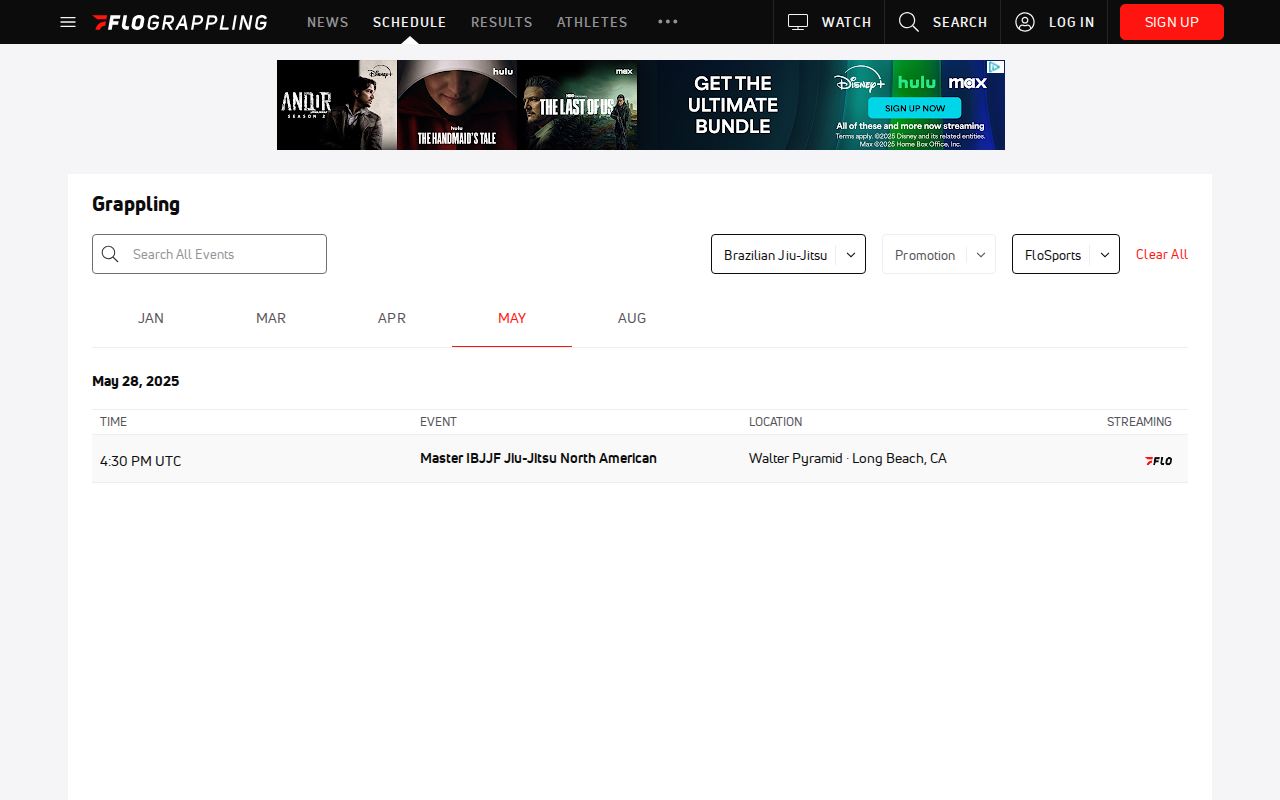 FLOGRAPPLING NEWS SCHEDULE RESULTS ATHLETES WATCH SEARCH LOG IN SIGN UP
ANDOR
SEASON 2
Disney+
hulu
hulu
THE HANDMAID'S TALE
max
THE LAST OF US
GET THE
ULTIMATE
BUNDLE
Disney+ hulu max
SIGN UP NOW
All of these and more now streaming
Terms apply. ©2025 Disney and its related entities.
Max ©2025 Home Box Office, Inc.
Grappling
Search All Events Brazilian Jiu-Jitsu Promotion FloSports Clear All
JAN MAR APR MAY AUG
May 28, 2025
TIME EVENT LOCATION STREAMING
4:30 PM UTC Master IBJJF Jiu-Jitsu North American Walter Pyramid · Long Beach, CA FLO